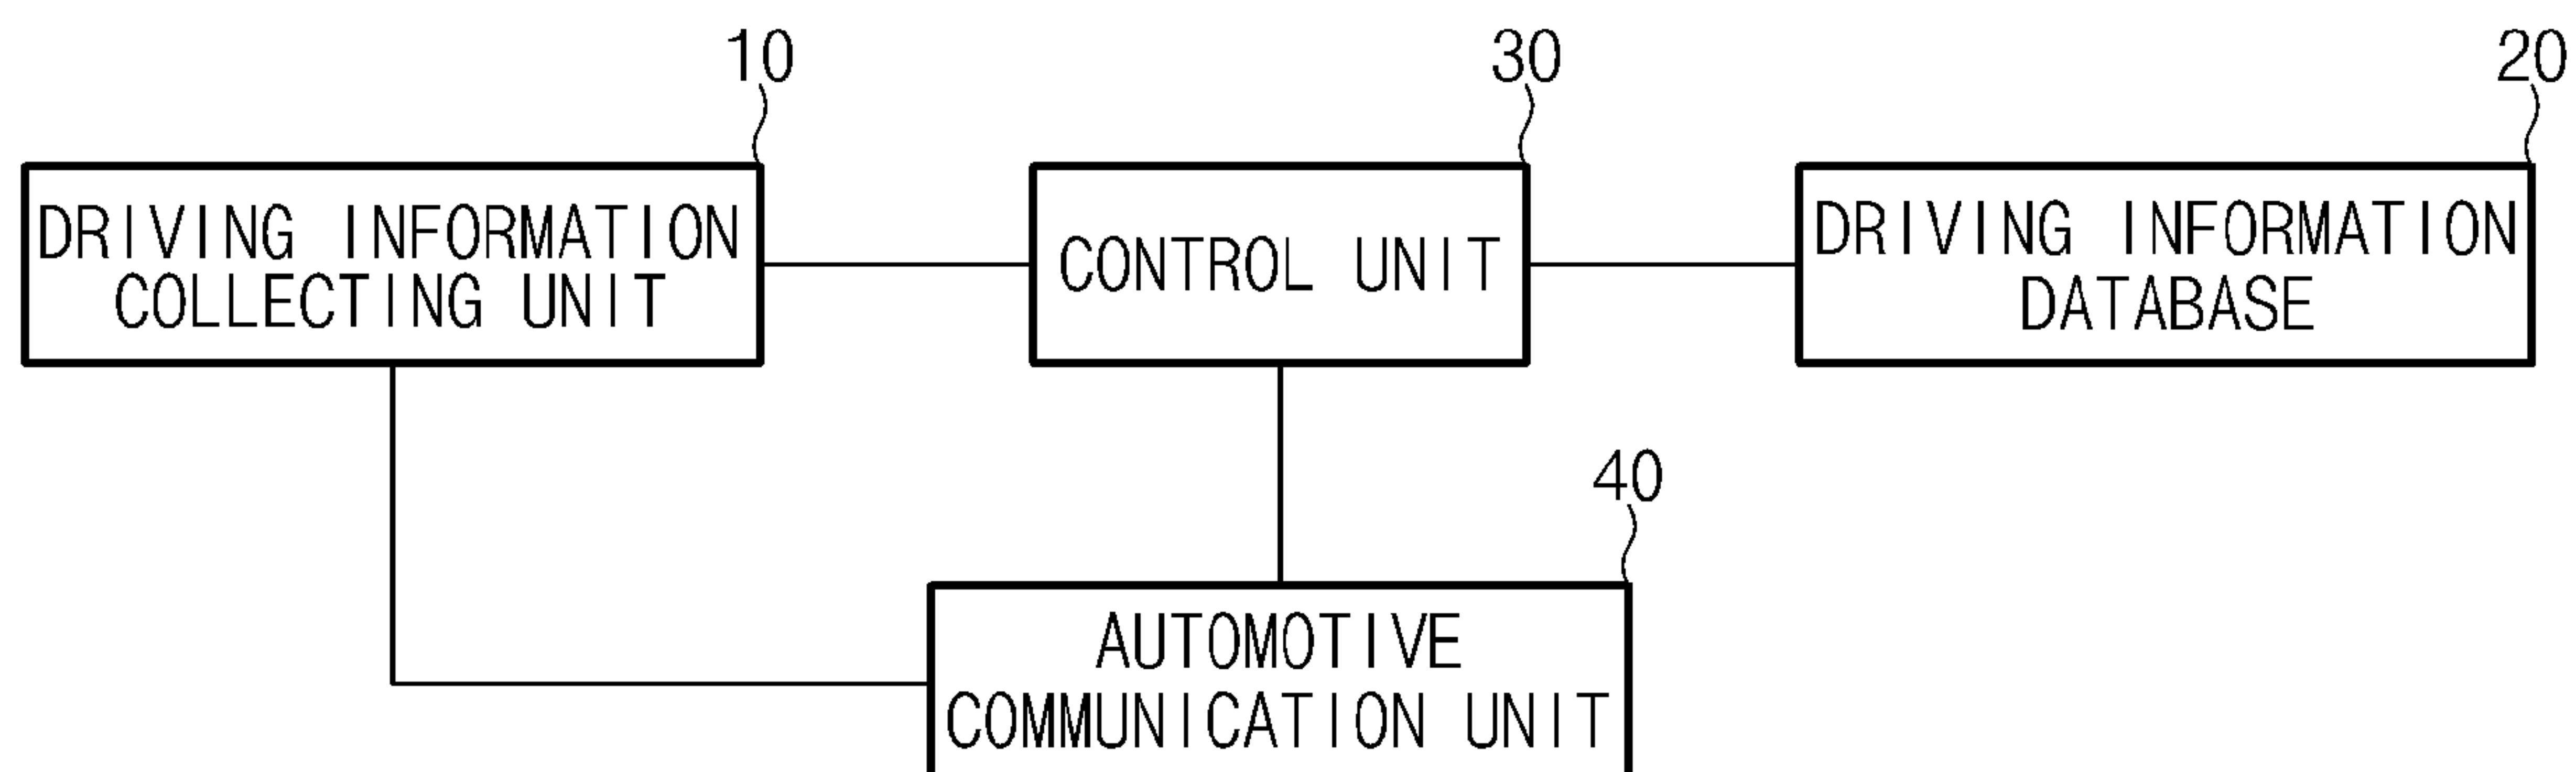 10
30
20
DRIVING INFORMATION
COLLECTING UNIT
CONTROL UNIT
DRIVING INFORMATION
DATABASE
40
AUTOMOTIVE
COMMUNICATION UNIT